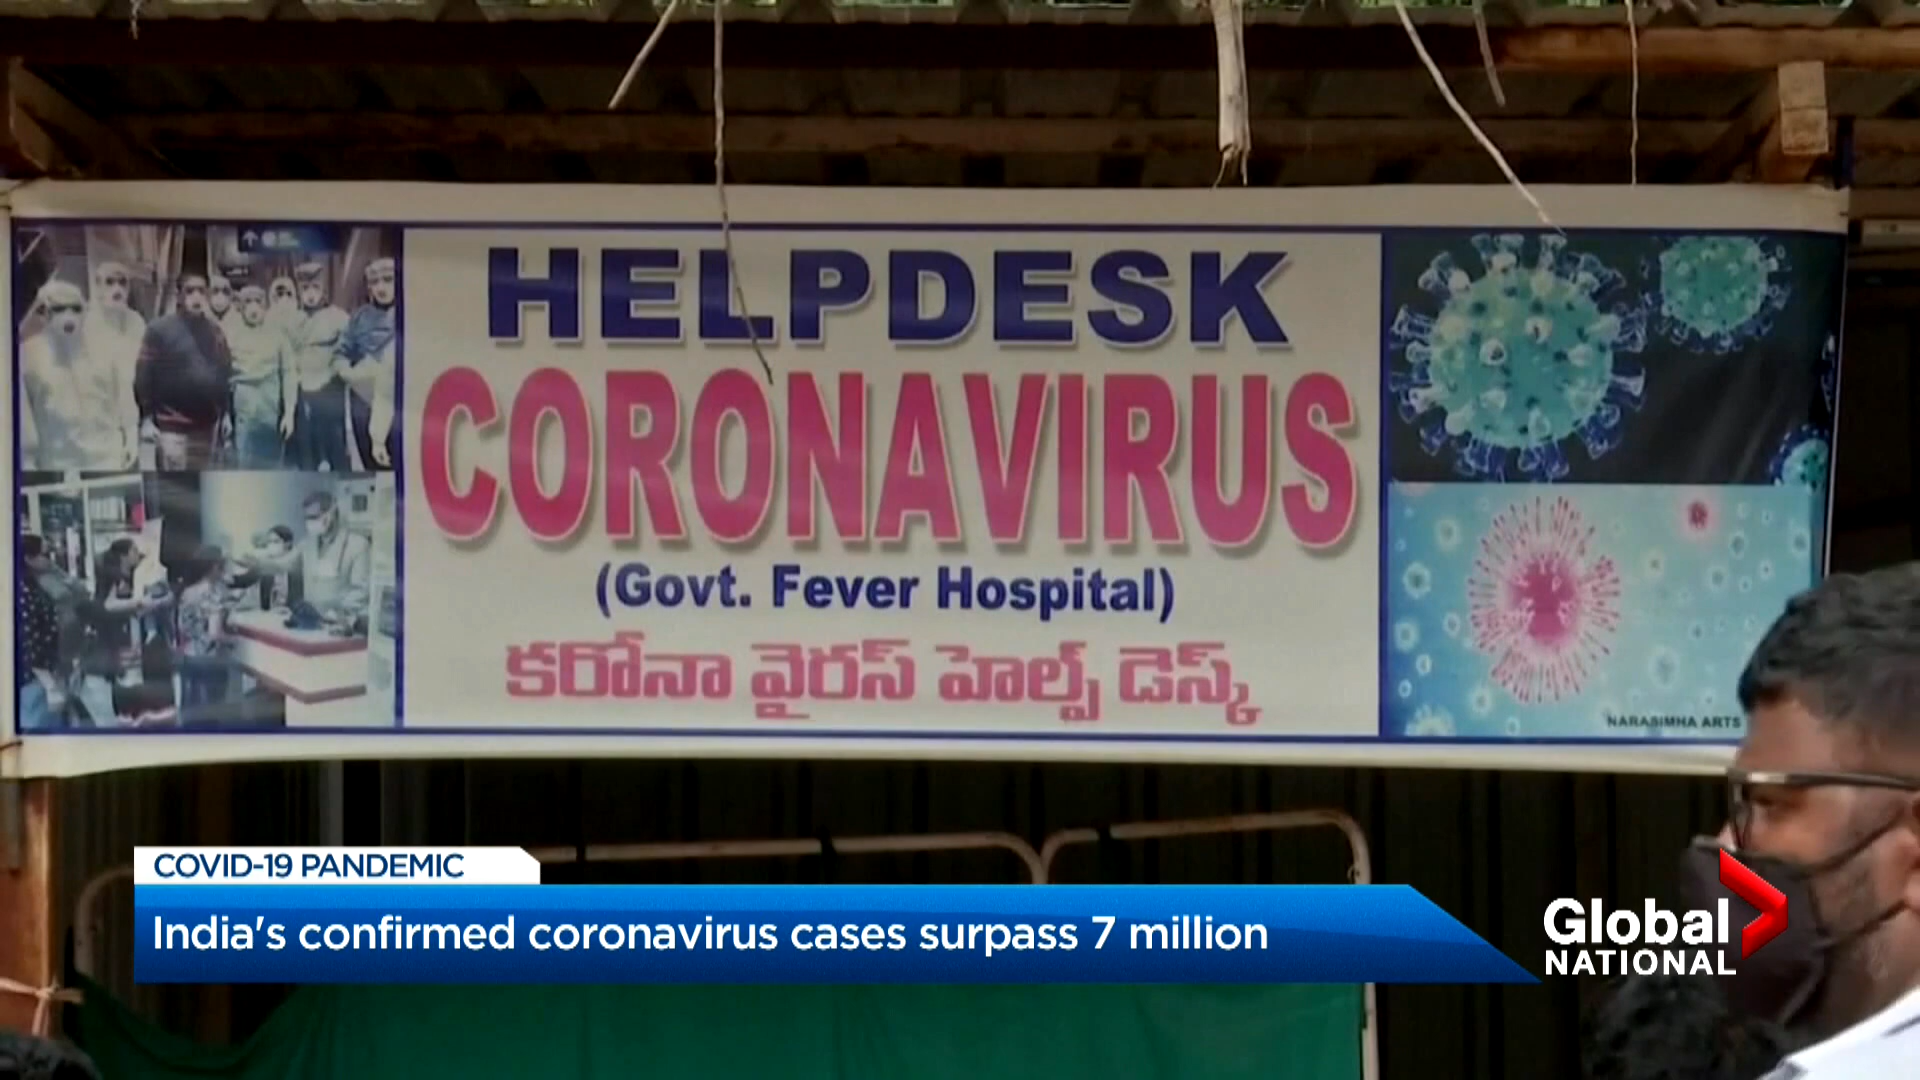 HELPDESK
CORONAVIRUS
(Govt. Fever Hospital)
కరోనా వైరస్ హెల్ప్ డెస్క్
NARASIMHA ARTS
COVID-19 PANDEMIC
India's confirmed coronavirus cases surpass 7 million
Global
NATIONAL